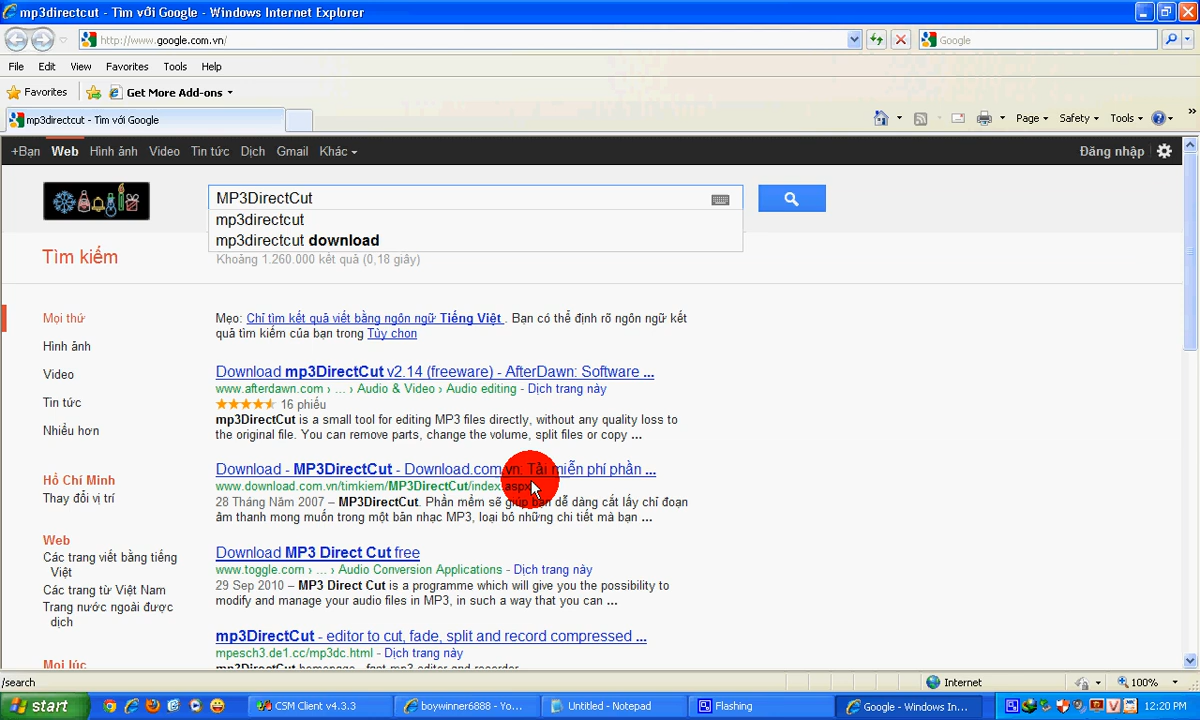 mp3directcut - Tìm với Google - Windows Internet Explorer
http://www.google.com.vn/
Google
File Edit View Favorites Tools Help
Favorites Get More Add-ons
mp3directcut - Tìm với Google
Page Safety Tools
+Bạn Web Hình ảnh Video Tin tức Dịch Gmail Khác Đăng nhập
MP3DirectCut
mp3directcut
mp3directcut download
Tìm kiếm
Khoảng 1.260.000 kết quả (0,18 giây)
Mọi thứ
Hình ảnh
Video
Tin tức
Nhiều hơn
Hồ Chí Minh
Thay đổi vị trí
Web
Các trang viết bằng tiếng
Việt
Các trang từ Việt Nam
Trang nước ngoài được
dịch
Mọi lúc
Mẹo: Chỉ tìm kết quả viết bằng ngôn ngữ Tiếng Việt . Bạn có thể định rõ ngôn ngữ kết
quả tìm kiếm của bạn trong Tùy chọn
Download mp3DirectCut v2.14 (freeware) - AfterDawn: Software ...
www.afterdawn.com › ... › Audio & Video › Audio editing - Dịch trang này
16 phiếu
mp3DirectCut is a small tool for editing MP3 files directly, without any quality loss to
the original file. You can remove parts, change the volume, split files or copy ...
Download - MP3DirectCut - Download.com.vn: Tải miễn phí phần ...
www.download.com.vn/timkiem/MP3DirectCut/index.aspx
28 Tháng Năm 2007 – MP3DirectCut. Phần mềm sẽ giúp bạn dễ dàng cắt lấy chỉ đoạn
âm thanh mong muốn trong một bản nhạc MP3, loại bỏ những chi tiết mà bạn ...
Download MP3 Direct Cut free
www.toggle.com › ... › Audio Conversion Applications - Dịch trang này
29 Sep 2010 – MP3 Direct Cut is a programme which will give you the possibility to
modify and manage your audio files in MP3, in such a way that you can ...
mp3DirectCut - editor to cut, fade, split and record compressed ...
mpesch3.de1.cc/mp3dc.html - Dịch trang này
mp3DirectCut homepage - fast mp3 editor and recorder
/search
Internet
100%
start
CSM Client v4.3.3
boywinner6888 - Yo...
Untitled - Notepad
Flashing
Google - Windows In...
12:20 PM